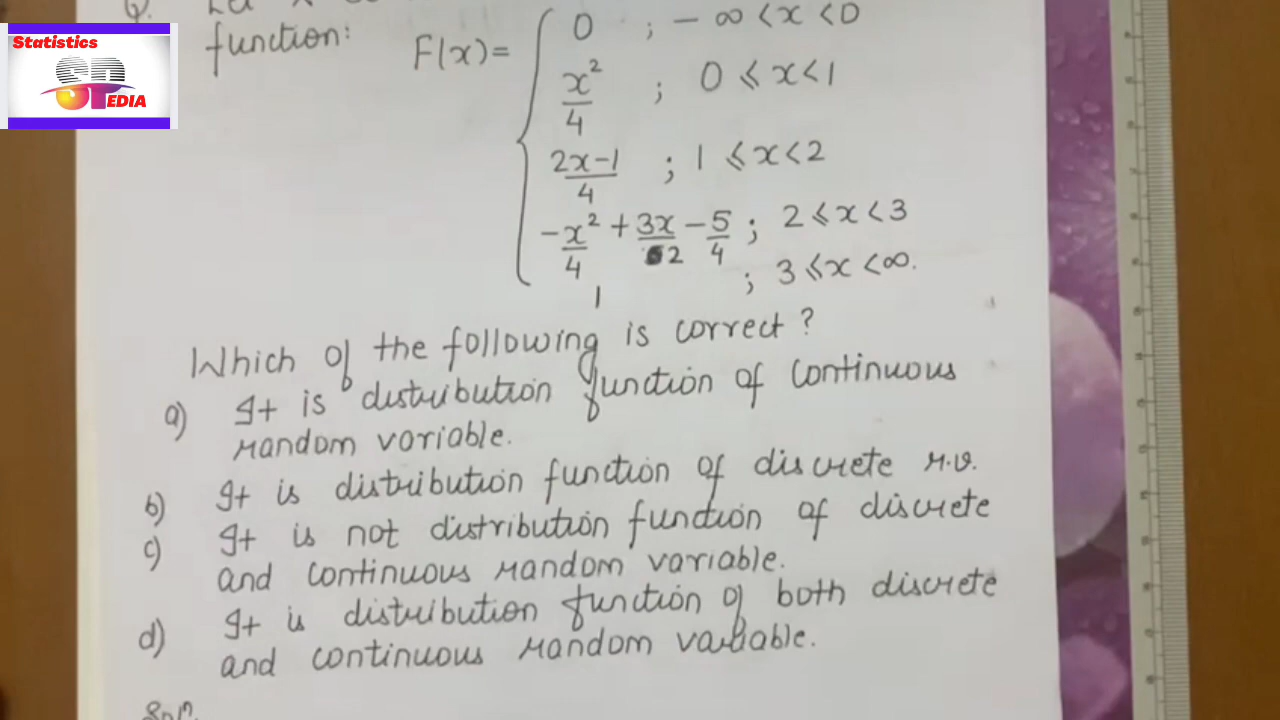 Statistics
PEDIA
function: F(x)= 0 ; -∞ <x <0
x²/4 ; 0 ⩽ x<1
2x-1/4 ; 1 ⩽x<2
-x²/4 + 3x/2 - 5/4 ; 2⩽x<3
1 ; 3⩽x <∞.
Which of the following is correct?
a) It is distribution function of continuous
random variable.
b) It is distribution function of discrete r.v.
c) It is not distribution function of discrete
and continuous random variable.
d) It is distribution function of both discrete
and continuous random variable.